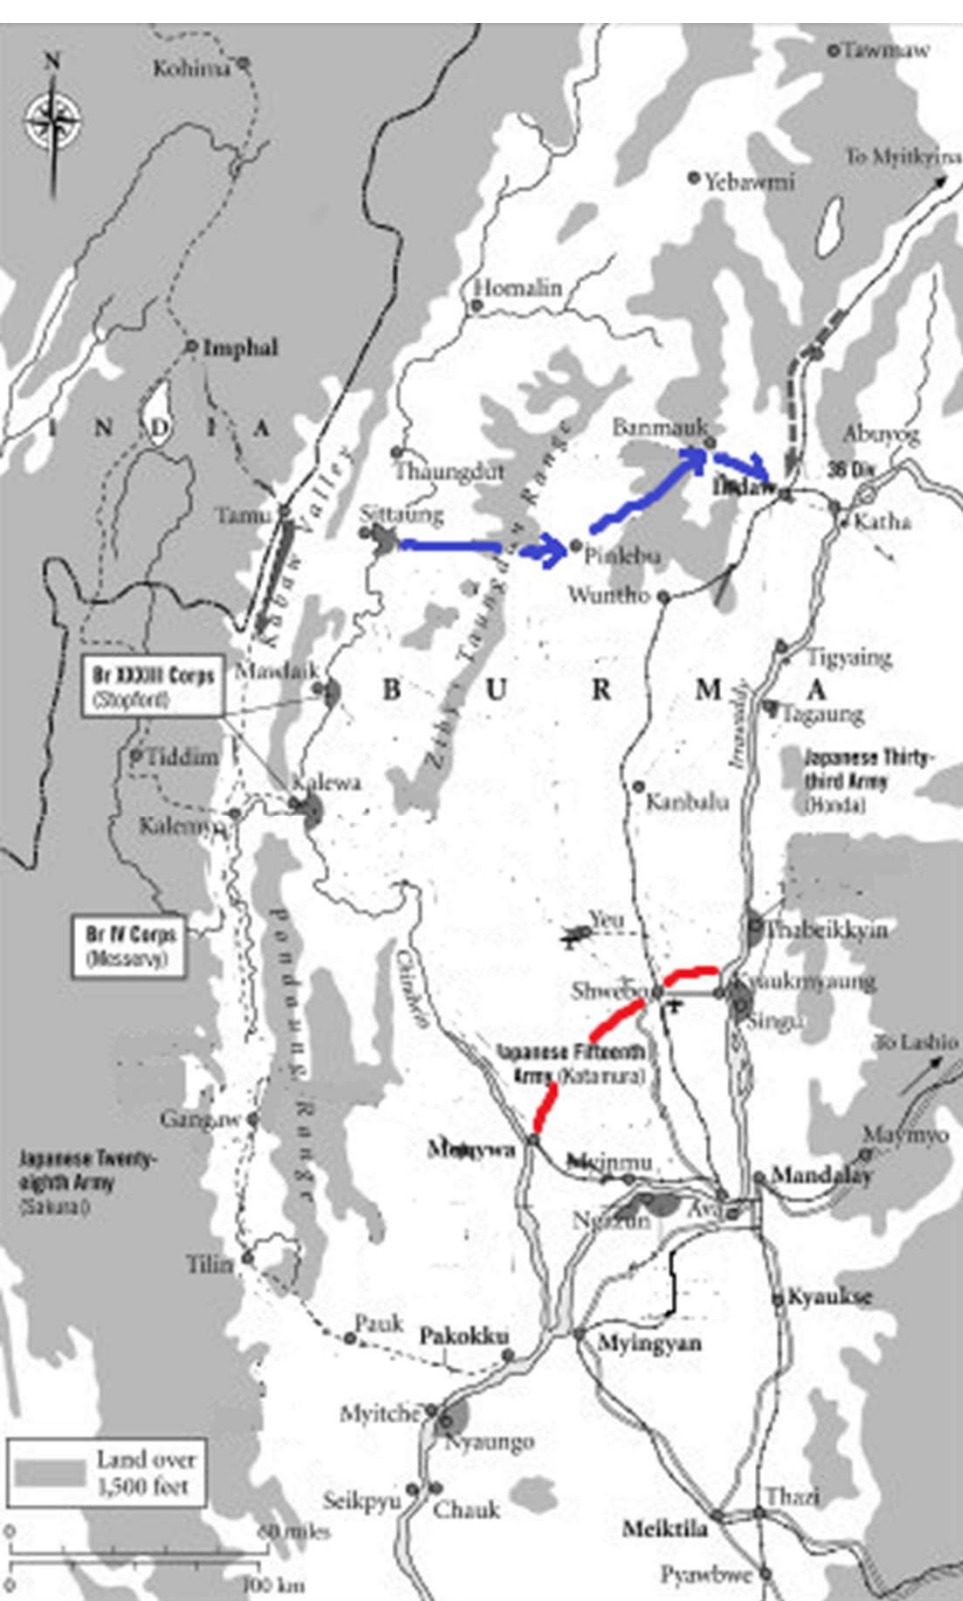 N
Kohima
Tawmaw
To Myitkyina
Yebawmi
Homalin
Imphal
I N D I A
Banmauk
Abuyog
Thaungdut
36 Div
Indaw
Tamu
Sittaung
Katha
Kabaw Valley
Zibyu Taungdan Range
Pinlebu
Wuntho
Br XXXIII Corps
(Stopford)
Mawlaik
B U R M A
Tigyaing
Tagaung
Irrawaddy
Tiddim
Japanese Thirty-
third Army
(Honda)
Kalewa
Kanbalu
Kalemyo
Br IV Corps
(Messervy)
Yeu
Thabeikkyin
Pondaung Range
Chindwin
Shwebo
Kyaukmyaung
Singu
To Lashio
Japanese Fifteenth
Army (Katamura)
Gangaw
Maymyo
Japanese Twenty-
eighth Army
(Sakurai)
Monywa
Myinmu
Mandalay
Ngazun
Ava
Tilin
Kyaukse
Pauk
Pakokku
Myingyan
Myitche
Nyaungo
Land over
1,500 feet
Seikpyu
Chauk
Thazi
Meiktila
0
60 miles
Pyawbwe
0
100 km